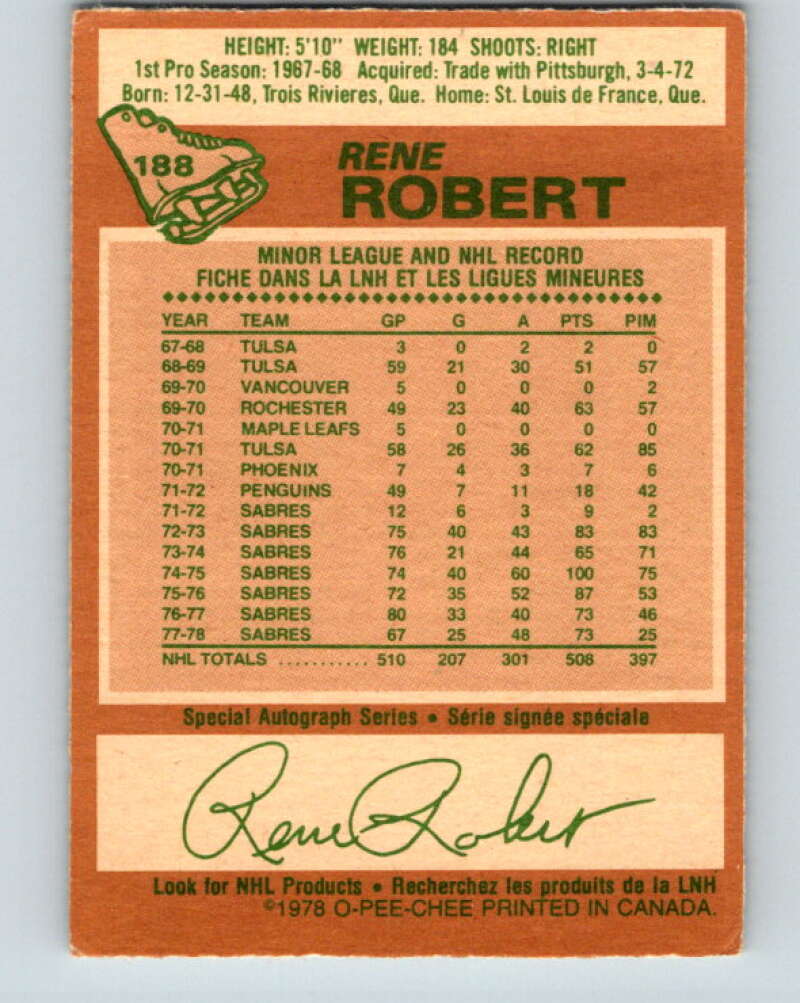 HEIGHT: 5'10" WEIGHT: 184 SHOOTS: RIGHT
1st Pro Season: 1967-68 Acquired: Trade with Pittsburgh, 3-4-72
Born: 12-31-48, Trois Rivieres, Que. Home: St. Louis de France, Que.
188
RENE
ROBERT
MINOR LEAGUE AND NHL RECORD
FICHE DANS LA LNH ET LES LIGUES MINEURES
YEAR TEAM GP G A PTS PIM
67-68 TULSA 3 0 2 2 0
68-69 TULSA 59 21 30 51 57
69-70 VANCOUVER 5 0 0 0 2
69-70 ROCHESTER 49 23 40 63 57
70-71 MAPLE LEAFS 5 0 0 0 0
70-71 TULSA 58 26 36 62 85
70-71 PHOENIX 7 4 3 7 6
71-72 PENGUINS 49 7 11 18 42
71-72 SABRES 12 6 3 9 2
72-73 SABRES 75 40 43 83 83
73-74 SABRES 76 21 44 65 71
74-75 SABRES 74 40 60 100 75
75-76 SABRES 72 35 52 87 53
76-77 SABRES 80 33 40 73 46
77-78 SABRES 67 25 48 73 25
NHL TOTALS ........... 510 207 301 508 397
Special Autograph Series • Série signée spéciale
Rene Robert
Look for NHL Products • Recherchez les produits de la LNH
©1978 O-PEE-CHEE PRINTED IN CANADA.